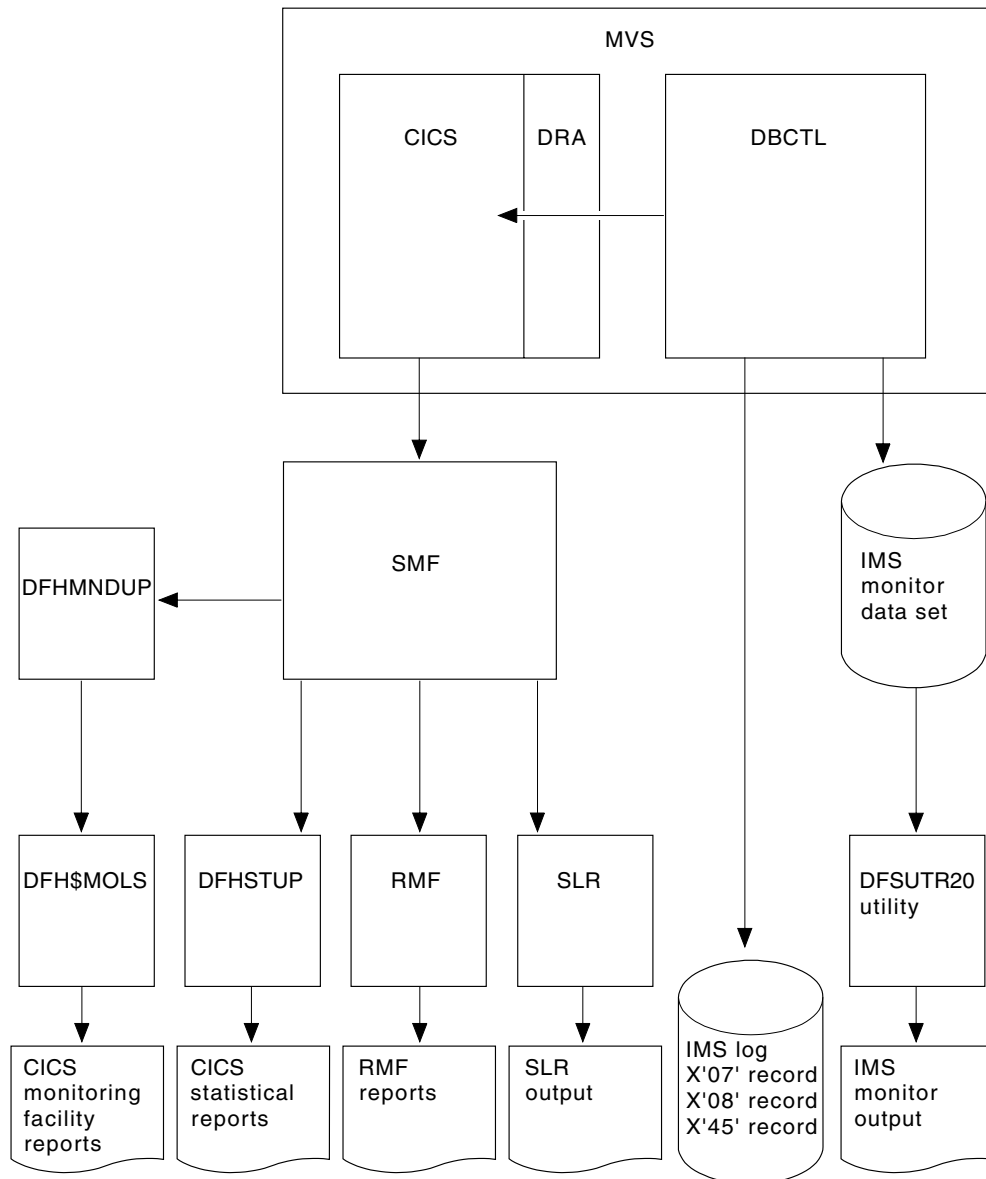 MVS
CICS
DRA
DBCTL
SMF
IMS
monitor
data set
DFHMNDUP
DFH$MOLS
DFHSTUP
RMF
SLR
DFSUTR20
utility
CICS
monitoring
facility
reports
CICS
statistical
reports
RMF
reports
SLR
output
IMS log
X'07' record
X'08' record
X'45' record
IMS
monitor
output